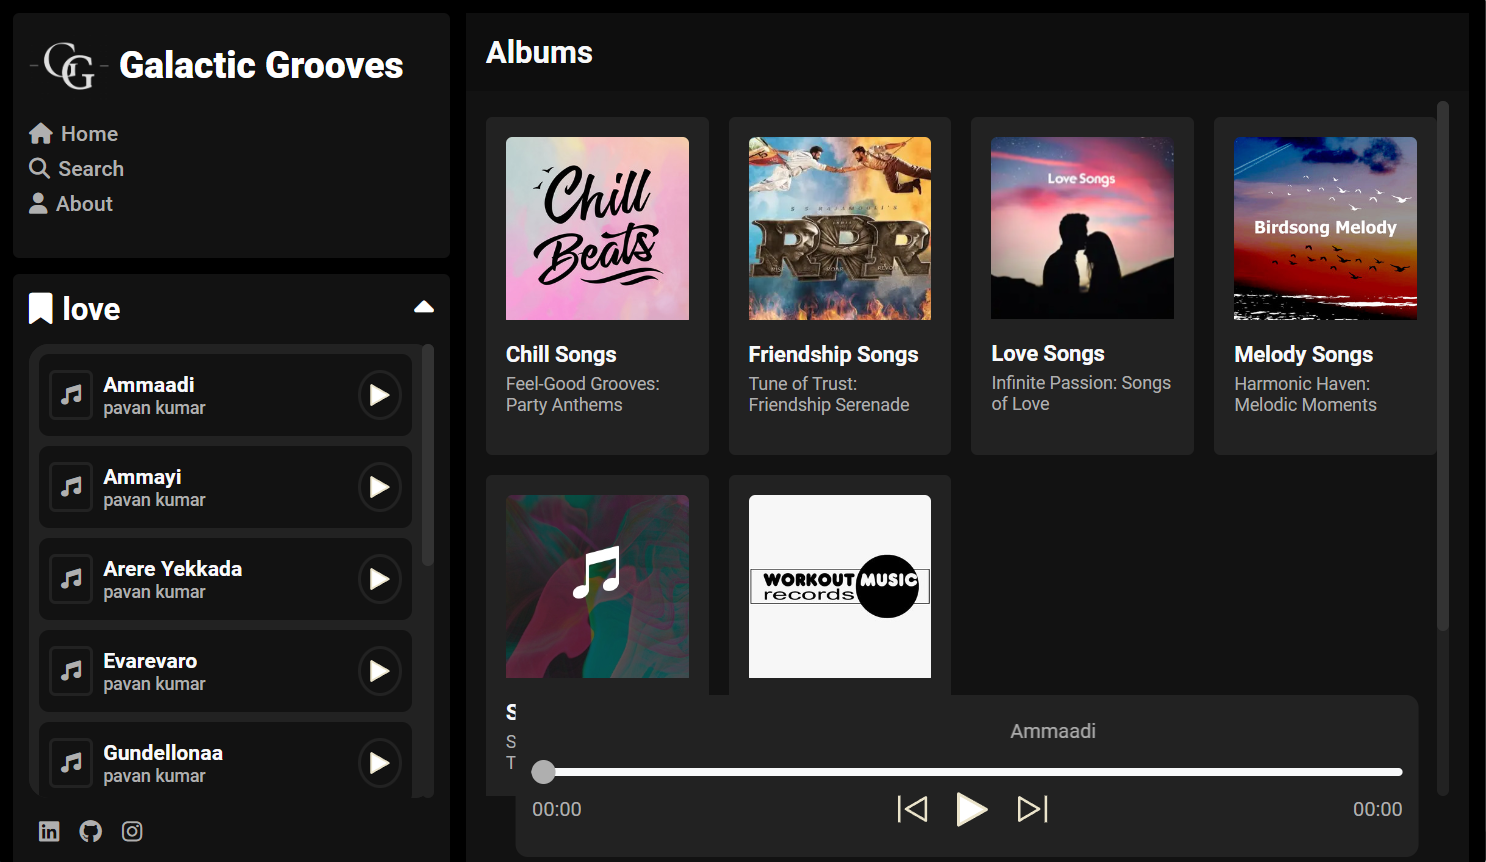 GG
Galactic Grooves
Home
Search
About
love
Ammaadi
pavan kumar
Ammayi
pavan kumar
Arere Yekkada
pavan kumar
Evarevaro
pavan kumar
Gundellonaa
pavan kumar
Albums
Chill
Beats
Chill Songs
Feel-Good Grooves:
Party Anthems
RRR
Friendship Songs
Tune of Trust:
Friendship Serenade
Love Songs
Love Songs
Infinite Passion: Songs
of Love
Birdsong Melody
Melody Songs
Harmonic Haven:
Melodic Moments
S
S
T
WORKOUT MUSIC
records
Ammaadi
00:00
00:00